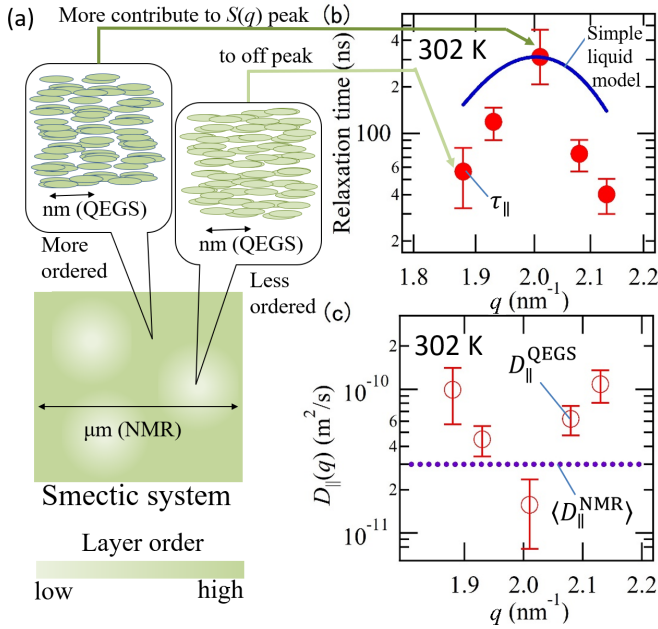 (a)
More contribute to S(q) peak
to off peak
nm (QEGS)
nm (QEGS)
More
ordered
Less
ordered
μm (NMR)
Smectic system
Layer order
low
high
(b)
302 K
Simple
liquid
model
τ∥
Relaxation time (ns)
4
2
100
6
4
2
1.8
1.9
2.0
2.1
2.2
q (nm⁻¹)
(c)
302 K
D∥^QEGS
⟨D∥^NMR⟩
D∥(q) (m²/s)
2
10⁻¹⁰
6
4
2
10⁻¹¹
1.9
2.0
2.1
2.2
q (nm⁻¹)